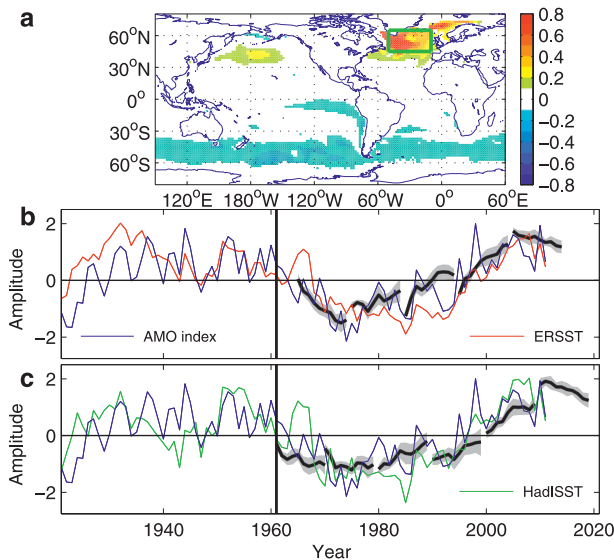 a
60°N
30°N
0°
30°S
60°S
120°E
180°W
120°W
60°W
0°
60°E
0.8
0.6
0.4
0.2
0
−0.2
−0.4
−0.6
−0.8
b
2
0
−2
Amplitude
AMO index
ERSST
c
2
0
−2
Amplitude
HadISST
1940
1960
1980
2000
2020
Year